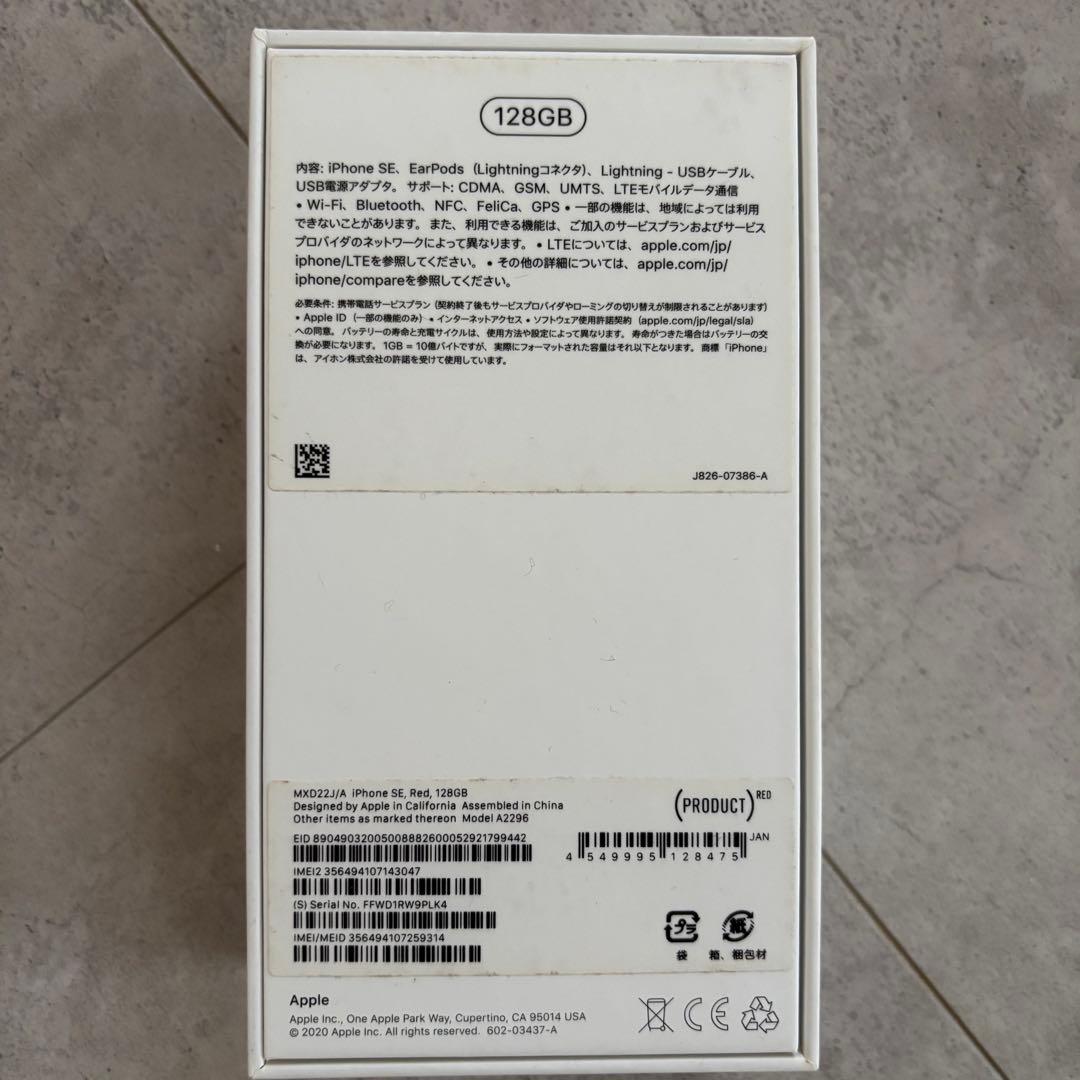 128GB
内容: iPhone SE、EarPods（Lightningコネクタ）、Lightning - USBケーブル、
USB電源アダプタ。 サポート: CDMA、GSM、UMTS、LTEモバイルデータ通信
• Wi-Fi、Bluetooth、NFC、FeliCa、GPS • 一部の機能は、地域によっては利用
できないことがあります。また、利用できる機能は、ご加入のサービスプランおよびサービス
プロバイダのネットワークによって異なります。 • LTEについては、apple.com/jp/
iphone/LTEを参照してください。 • その他の詳細については、apple.com/jp/
iphone/compareを参照してください。
必要条件: 携帯電話サービスプラン（契約終了後もサービスプロバイダやローミングの切り替えが制限されることがあります）
• Apple ID（一部の機能のみ） • インターネットアクセス • ソフトウェア使用許諾契約（apple.com/jp/legal/sla）
への同意。 バッテリーの寿命と充電サイクルは、使用方法や設定によって異なります。 寿命がつきた場合はバッテリーの交
換が必要になります。 1GB = 10億バイトですが、実際にフォーマットされた容量はそれ以下となります。 商標「iPhone」
は、アイホン株式会社の許諾を受けて使用しています。
J826-07386-A
MXD22J/A iPhone SE, Red, 128GB
Designed by Apple in California Assembled in China
Other items as marked thereon Model A2296
(PRODUCT)RED
EID 89049032005008882600052921799442
JAN
4 549995 128475
IMEI2 356494107143047
(S) Serial No. FFWD1RW9PLK4
IMEI/MEID 356494107259314
プラ
紙
袋
箱、梱包材
Apple
Apple Inc., One Apple Park Way, Cupertino, CA 95014 USA
© 2020 Apple Inc. All rights reserved. 602-03437-A
CE